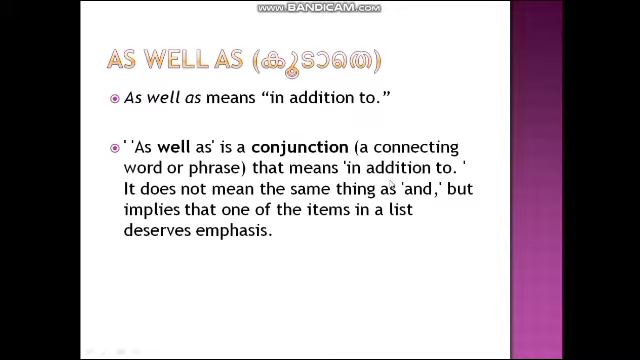 WWW.BANDICAM.COM
AS WELL AS (കൂടാതെ)
As well as means “in addition to.”
' 'As well as' is a conjunction (a connecting
word or phrase) that means 'in addition to. '
It does not mean the same thing as 'and,' but
implies that one of the items in a list
deserves emphasis.